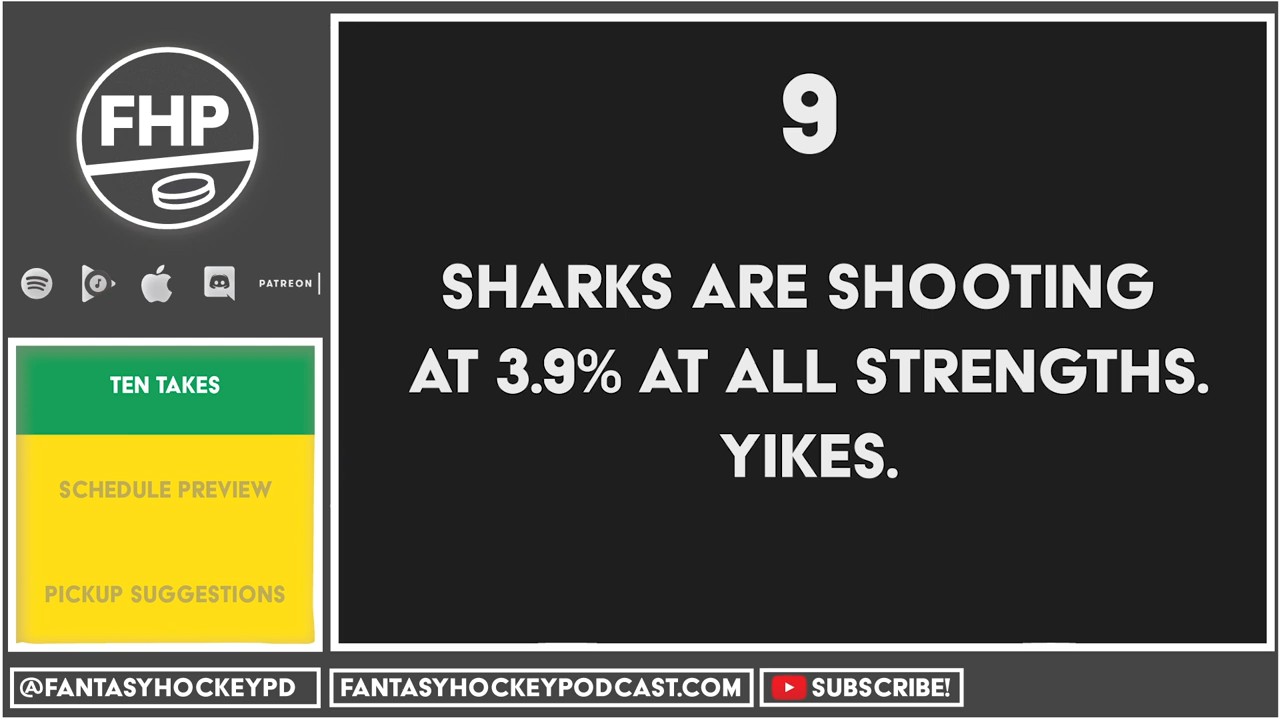 FHP
PATREON
TEN TAKES
SCHEDULE PREVIEW
PICKUP SUGGESTIONS
9
SHARKS ARE SHOOTING
AT 3.9% AT ALL STRENGTHS.
YIKES.
@FANTASYHOCKEYPD
FANTASYHOCKEYPODCAST.COM
SUBSCRIBE!